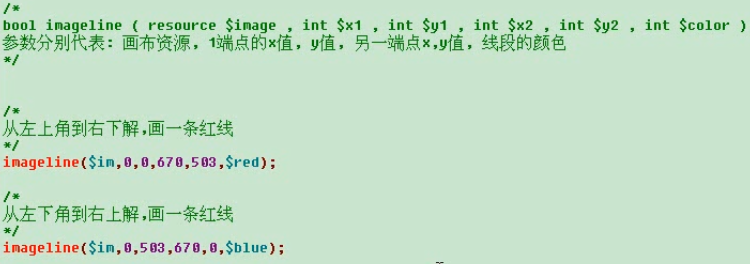 /*
bool imageline ( resource $image , int $x1 , int $y1 , int $x2 , int $y2 , int $color )
参数分别代表: 画布资源, 1端点的x值, y值, 另一端点x,y值, 线段的颜色
*/
/*
从左上角到右下解,画一条红线
*/
imageline($im,0,0,670,503,$red);
/*
从左下角到右上解,画一条红线
*/
imageline($im,0,503,670,0,$blue);